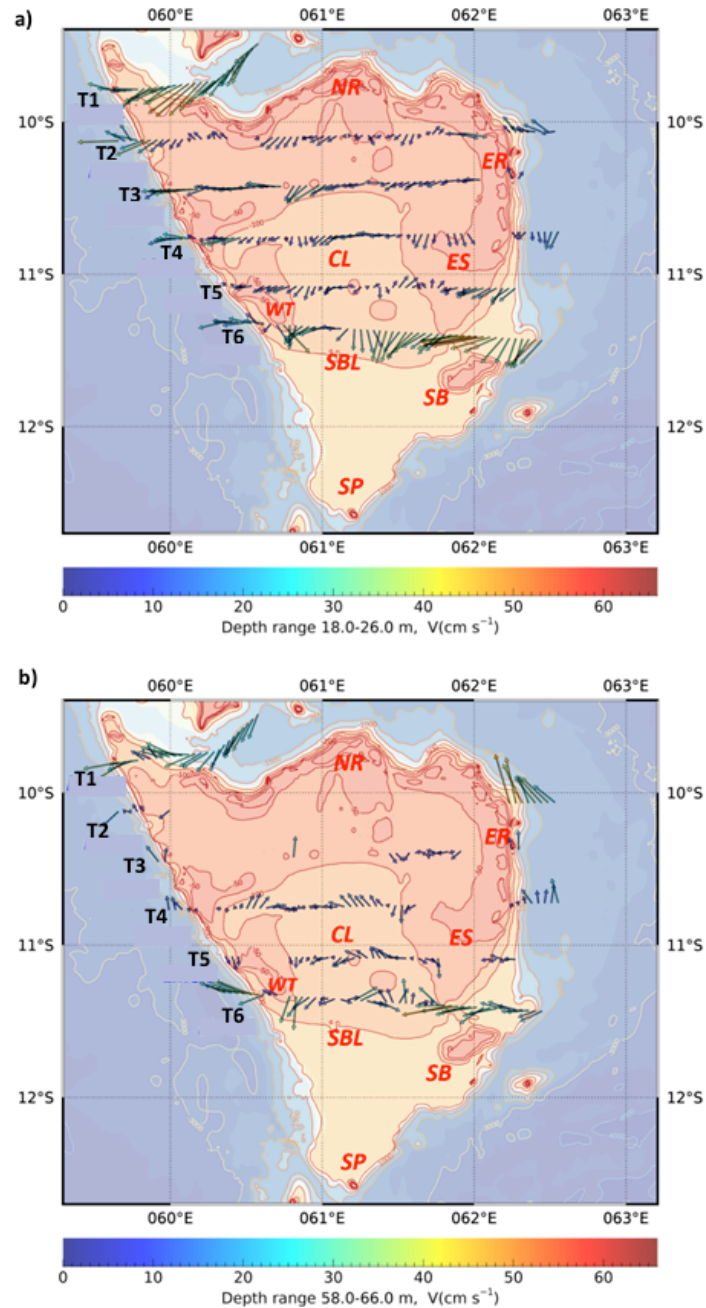 a)
060°E 061°E 062°E 063°E
NR
T1
10°S 10°S
T2
ER
T3
T4
CL
ES
11°S 11°S
T5
WT
T6
SBL
SB
12°S 12°S
SP
060°E 061°E 062°E 063°E
0 10 20 30 40 50 60
Depth range 18.0-26.0 m, V(cm s⁻¹)
b)
060°E 061°E 062°E 063°E
NR
T1
10°S 10°S
T2
ER
T3
T4
CL
ES
11°S 11°S
T5
WT
T6
SBL
SB
12°S 12°S
SP
060°E 061°E 062°E 063°E
0 10 20 30 40 50 60
Depth range 58.0-66.0 m, V(cm s⁻¹)